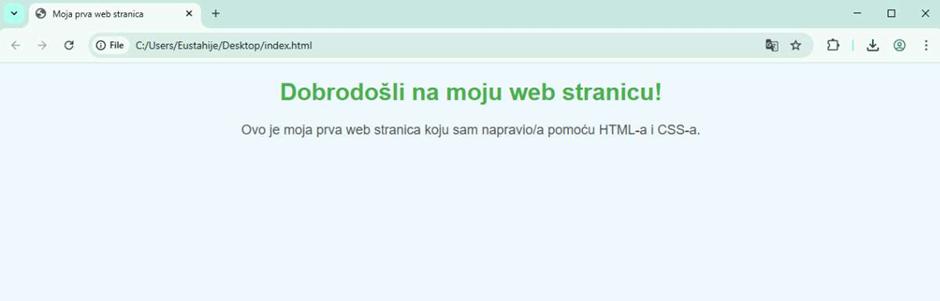 Moja prva web stranica
File
C:/Users/Eustahije/Desktop/index.html
Dobrodošli na moju web stranicu!
Ovo je moja prva web stranica koju sam napravio/a pomoću HTML-a i CSS-a.